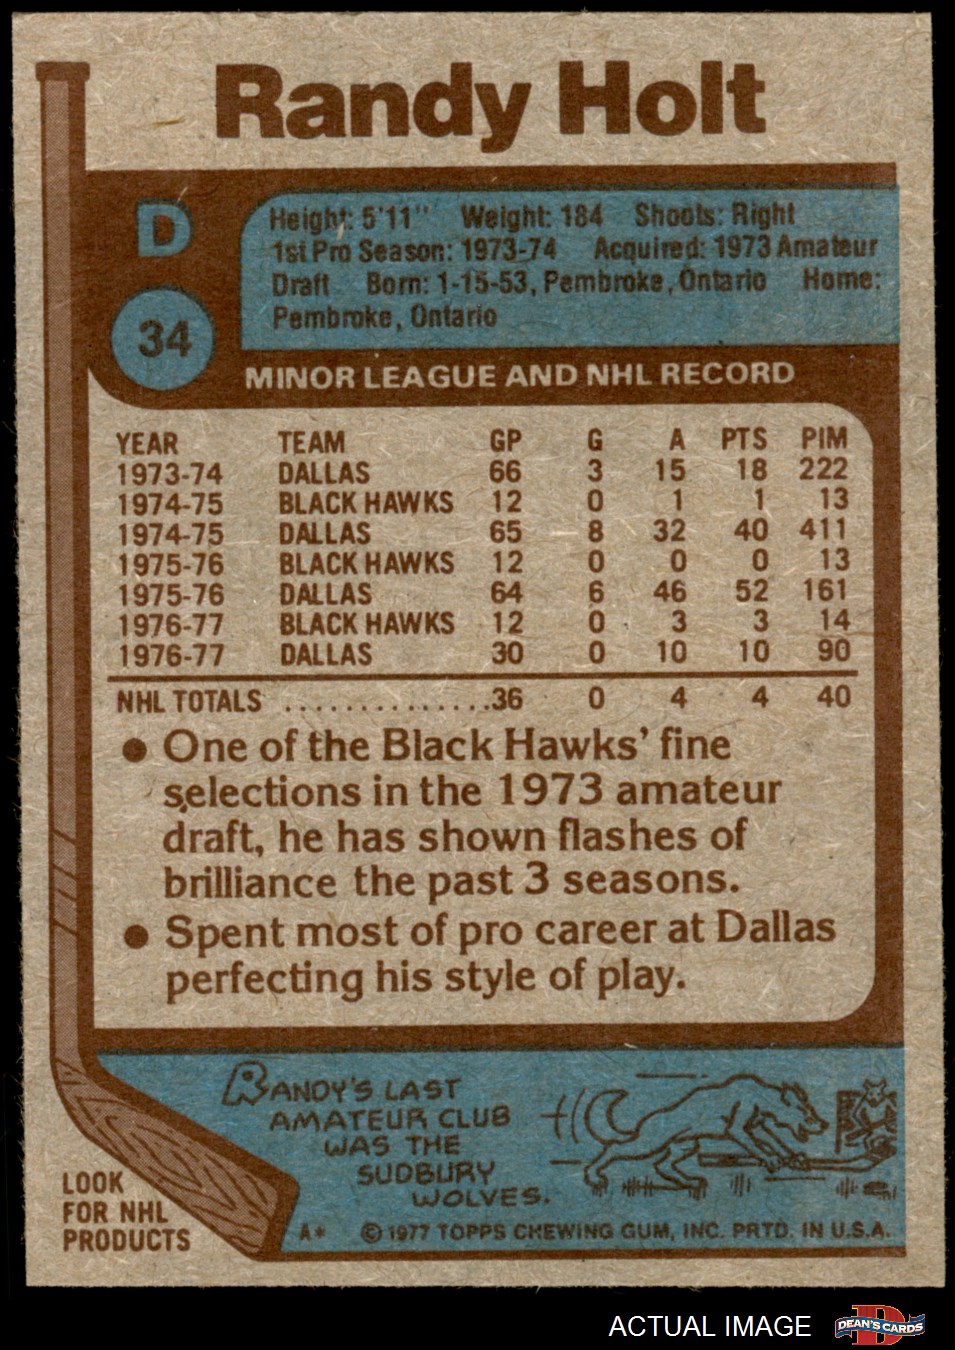 Randy Holt
D
34
Height: 5'11" Weight: 184 Shoots: Right
1st Pro Season: 1973-74 Acquired: 1973 Amateur
Draft Born: 1-15-53, Pembroke, Ontario Home:
Pembroke, Ontario
MINOR LEAGUE AND NHL RECORD
YEAR TEAM GP G A PTS PIM
1973-74 DALLAS 66 3 15 18 222
1974-75 BLACK HAWKS 12 0 1 1 13
1974-75 DALLAS 65 8 32 40 411
1975-76 BLACK HAWKS 12 0 0 0 13
1975-76 DALLAS 64 6 46 52 161
1976-77 BLACK HAWKS 12 0 3 3 14
1976-77 DALLAS 30 0 10 10 90
NHL TOTALS ..............36 0 4 4 40
● One of the Black Hawks' fine
selections in the 1973 amateur
draft, he has shown flashes of
brilliance the past 3 seasons.
● Spent most of pro career at Dallas
perfecting his style of play.
RANDY'S LAST
AMATEUR CLUB
WAS THE
SUDBURY
WOLVES.
LOOK
FOR NHL
PRODUCTS
A* © 1977 TOPPS CHEWING GUM, INC. PRTD. IN U.S.A.
ACTUAL IMAGE
DEAN'S CARDS